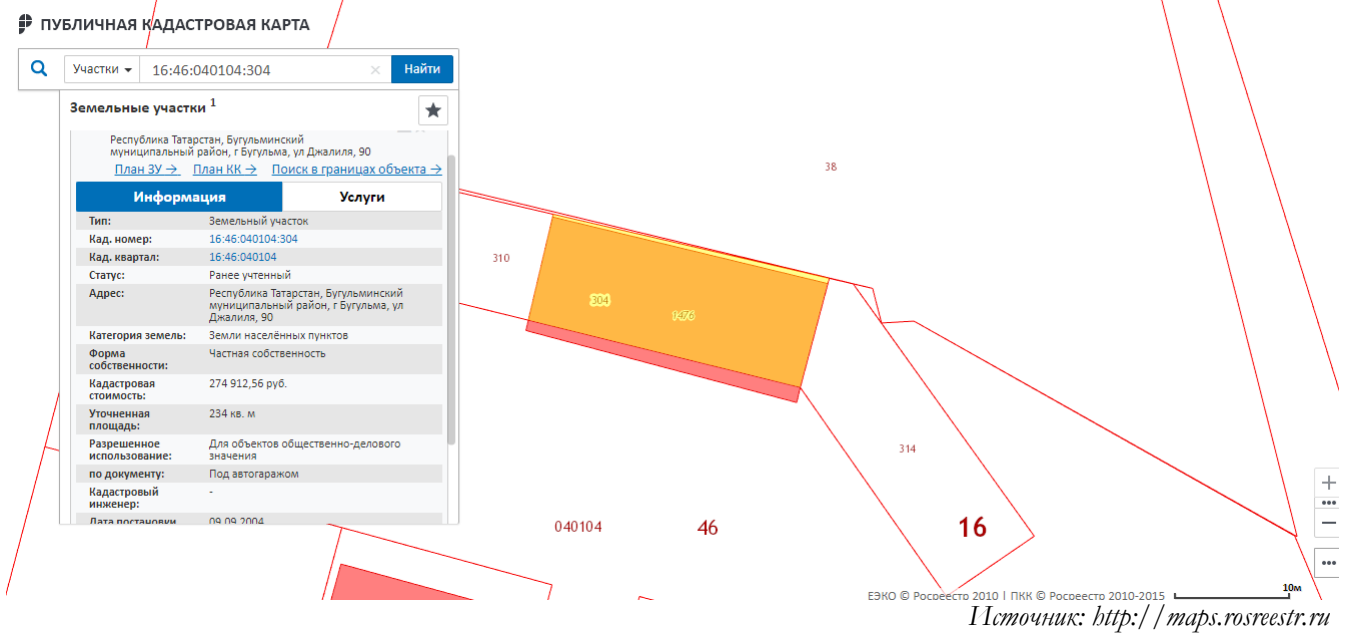 ПУБЛИЧНАЯ КАДАСТРОВАЯ КАРТА
Участки
16:46:040104:304
Найти
Земельные участки 1
Республика Татарстан, Бугульминский
муниципальный район, г Бугульма, ул Джалиля, 90
План ЗУ → План КК → Поиск в границах объекта →
Информация Услуги
Тип: Земельный участок
Кад. номер: 16:46:040104:304
Кад. квартал: 16:46:040104
Статус: Ранее учтенный
Адрес: Республика Татарстан, Бугульминский
муниципальный район, г Бугульма, ул
Джалиля, 90
Категория земель: Земли населённых пунктов
Форма Частная собственность
собственности:
Кадастровая 274 912,56 руб.
стоимость:
Уточненная 234 кв. м
площадь:
Разрешенное Для объектов общественно-делового
использование: значения
по документу: Под автогаражом
Кадастровый -
инженер:
Дата постановки 09.09.2004
38
310
304
1476
314
040104
46
16
10м
ЕЭКО © Росреестр 2010 | ПКК © Росреестр 2010-2015
Источник: http://maps.rosreestr.ru